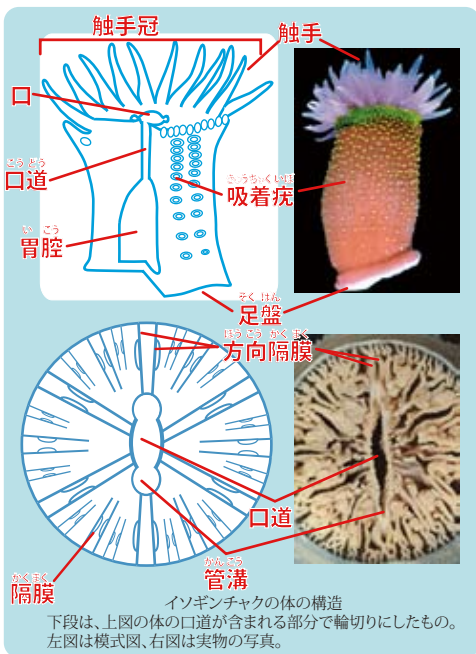 触手冠
触手
口
こう どう
口道
きゅうちゃくいぼ
吸着疣
い こう
胃腔
そく ばん
足盤
ほう こう かく まく
方向隔膜
口道
かん こう
管溝
かく まく
隔膜
イソギンチャクの体の構造
下段は、上図の体の口道が含まれる部分で輪切りにしたもの。
左図は模式図、右図は実物の写真。